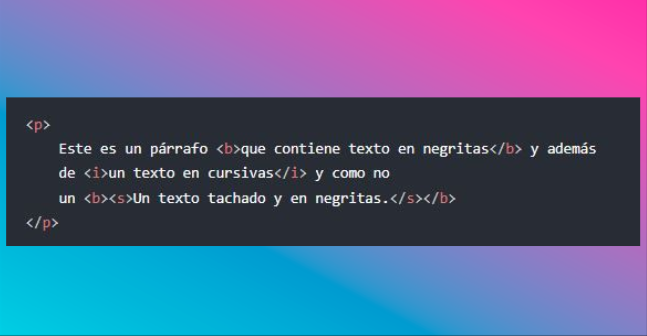 <p>
Este es un párrafo <b>que contiene texto en negritas</b> y además
de <i>un texto en cursivas</i> y como no
un <b><s>Un texto tachado y en negritas.</s></b>
</p>